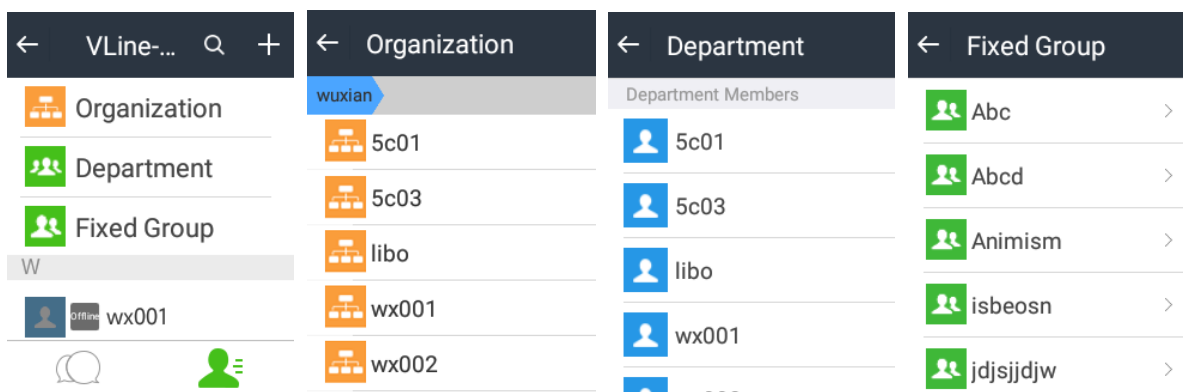 VLine-...
Organization
Department
Fixed Group
W
Offline wx001
Organization
wuxian
5c01
5c03
libo
wx001
wx002
Department
Department Members
5c01
5c03
libo
wx001
Fixed Group
Abc
Abcd
Animism
isbeosn
jdjsjjdjw